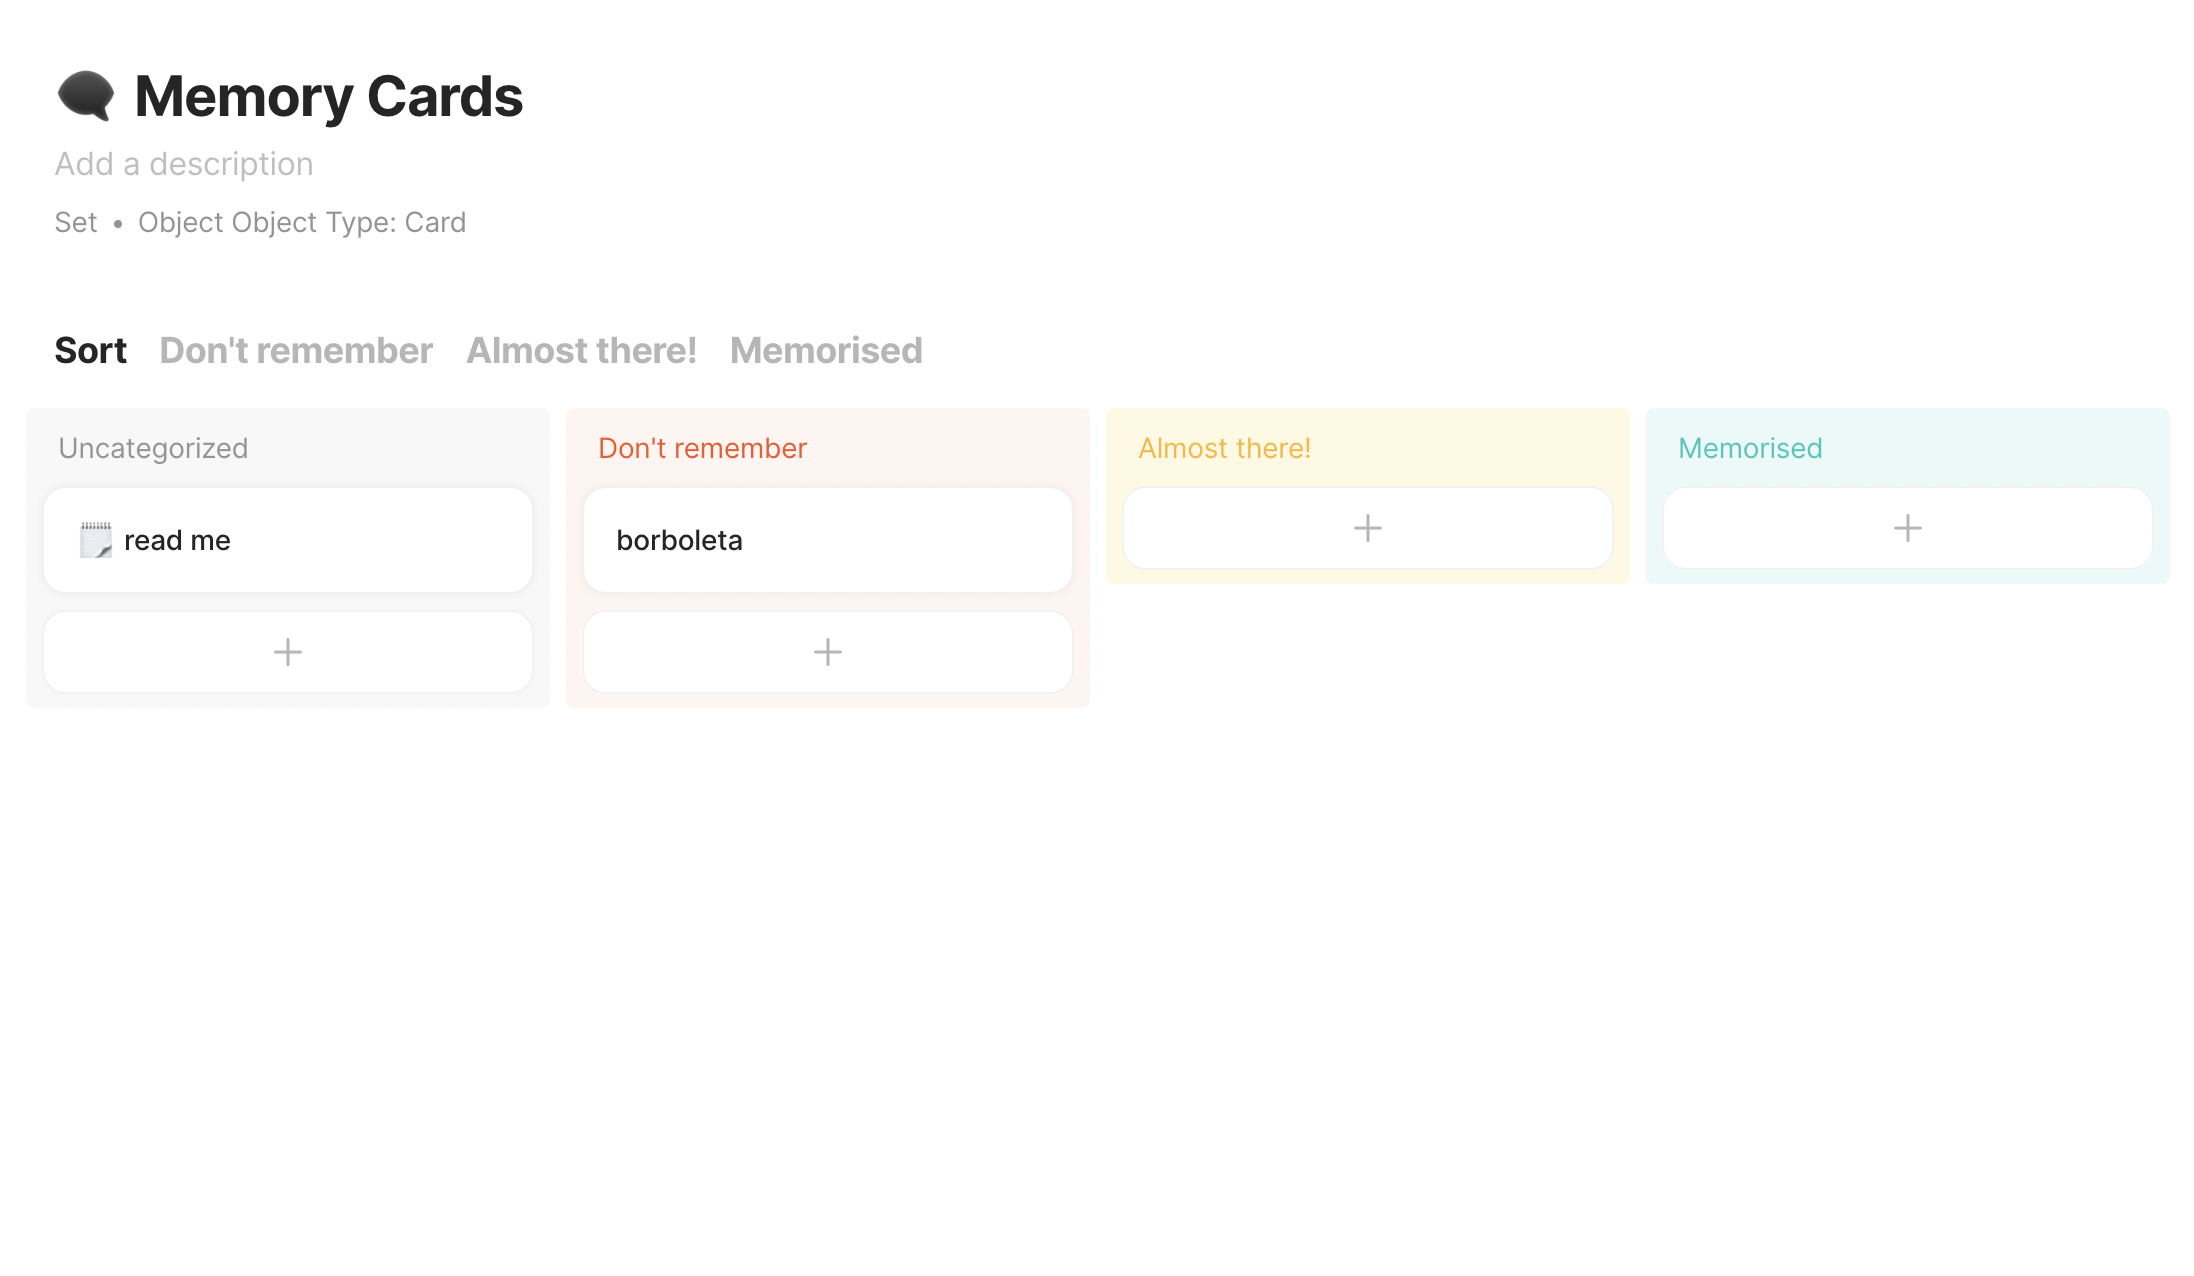 Memory Cards
Add a description
Set • Object Object Type: Card
Sort Don't remember Almost there! Memorised
Uncategorized
read me
Don't remember
borboleta
Almost there!
Memorised